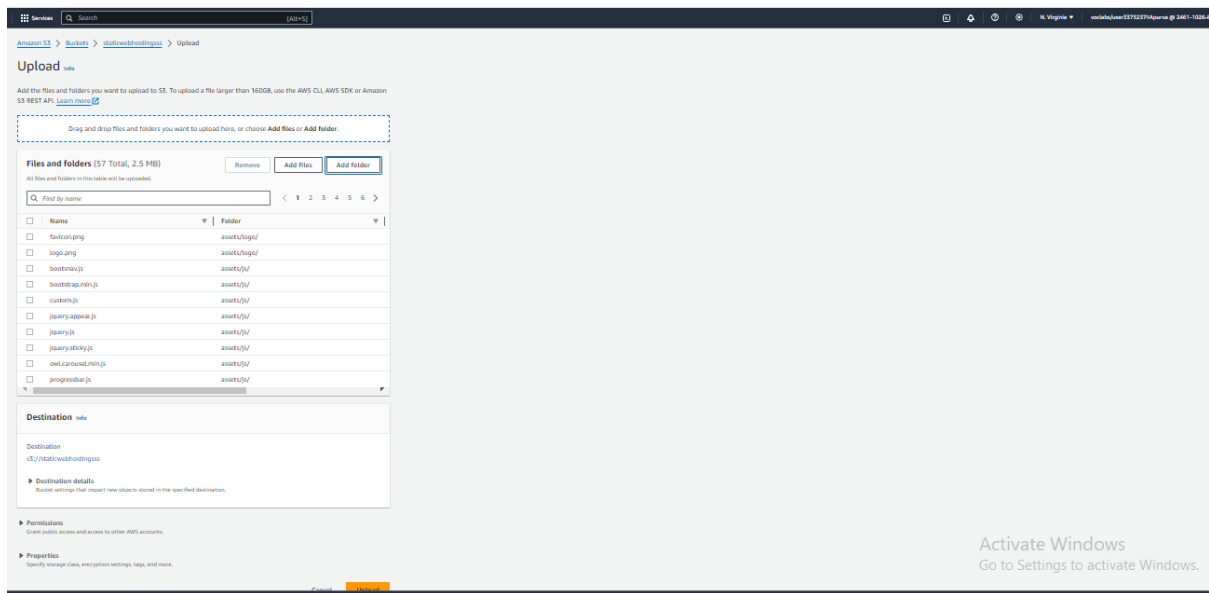 Services Search [Alt+S] N. Virginia voclabs/user3375237=Apurva @ 2461-1026-
Amazon S3 > Buckets > staticwebhostingsss > Upload
Upload Info
Add the files and folders you want to upload to S3. To upload a file larger than 160GB, use the AWS CLI, AWS SDK or Amazon
S3 REST API. Learn more
Drag and drop files and folders you want to upload here, or choose Add files or Add folder.
Files and folders (57 Total, 2.5 MB) Remove Add files Add folder
All files and folders in this table will be uploaded.
Find by name < 1 2 3 4 5 6 >
Name Folder
favicon.png assets/logo/
logo.png assets/logo/
bootsnav.js assets/js/
bootstrap.min.js assets/js/
custom.js assets/js/
jquery.appear.js assets/js/
jquery.js assets/js/
jquery.sticky.js assets/js/
owl.carousel.min.js assets/js/
progressbar.js assets/js/
Destination Info
Destination
s3://staticwebhostingsss
Destination details
Bucket settings that impact new objects stored in the specified destination.
Permissions
Grant public access and access to other AWS accounts.
Properties
Specify storage class, encryption settings, tags, and more.
Cancel Upload
Activate Windows
Go to Settings to activate Windows.